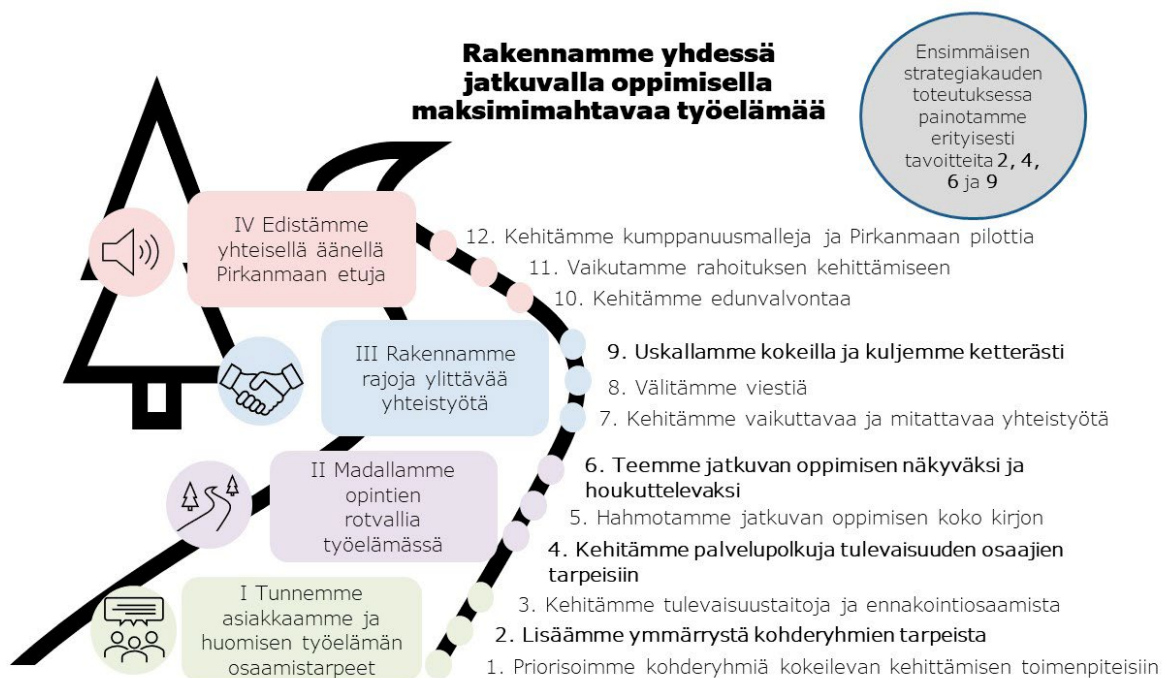 Rakennamme yhdessä
jatkuvalla oppimisella
maksimimahtavaa työelämää
Ensimmäisen
strategiakauden
toteutuksessa
painotamme
erityisesti
tavoitteita 2, 4,
6 ja 9
IV Edistämme
yhteisellä äänellä
Pirkanmaan etuja
12. Kehitämme kumppanuusmalleja ja Pirkanmaan pilottia
11. Vaikutamme rahoituksen kehittämiseen
10. Kehitämme edunvalvontaa
III Rakennamme
rajoja ylittävää
yhteistyötä
9. Uskallamme kokeilla ja kuljemme ketterästi
8. Välitämme viestiä
7. Kehitämme vaikuttavaa ja mitattavaa yhteistyötä
II Madallamme
opintien
rotvallia
työelämässä
6. Teemme jatkuvan oppimisen näkyväksi ja
houkuttelevaksi
5. Hahmotamme jatkuvan oppimisen koko kirjon
4. Kehitämme palvelupolkuja tulevaisuuden osaajien
tarpeisiin
I Tunnemme
asiakkaamme ja
huomisen työelämän
osaamistarpeet
3. Kehitämme tulevaisuustaitoja ja ennakointiosaamista
2. Lisäämme ymmärrystä kohderyhmien tarpeista
1. Priorisoimme kohderyhmiä kokeilevan kehittämisen toimenpiteisiin